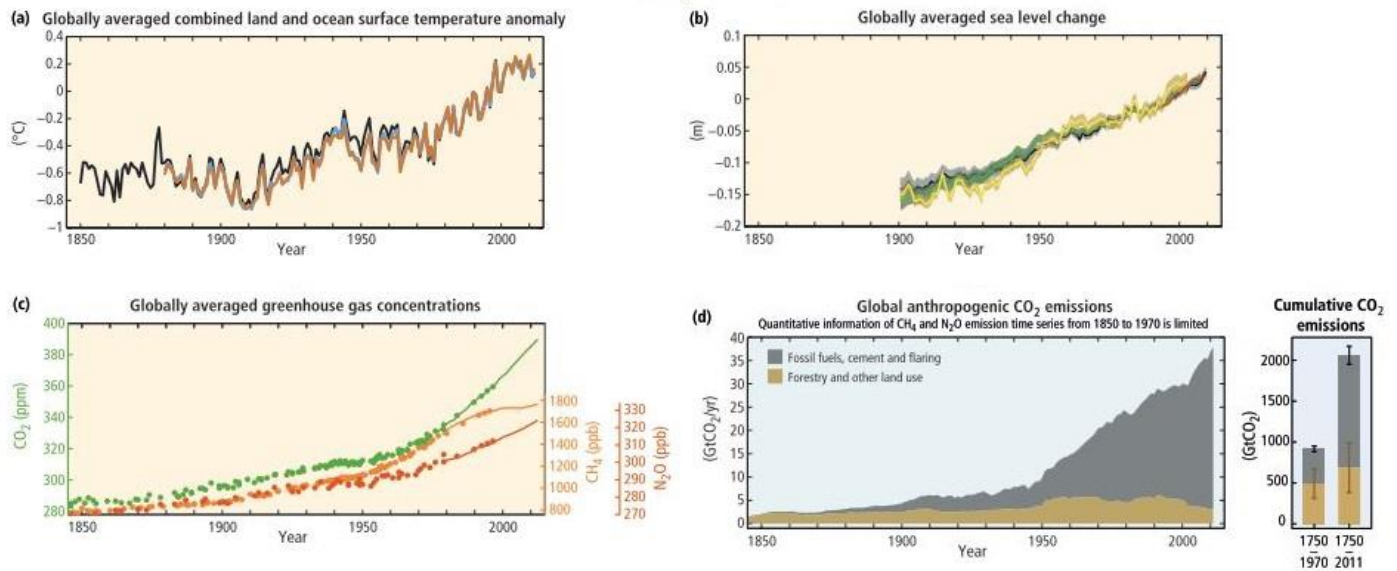 (a) Globally averaged combined land and ocean surface temperature anomaly
0.4
0.2
0
−0.2
−0.4
−0.6
−0.8
−1
(°C)
1850 1900 1950 2000
Year
(b) Globally averaged sea level change
0.1
0.05
0
−0.05
−0.1
−0.15
−0.2
(m)
1850 1900 1950 2000
Year
(c) Globally averaged greenhouse gas concentrations
400
380
360
340
320
300
280
CO2 (ppm)
1800
1600
1400
1200
1000
800
CH4 (ppb)
330
320
310
300
290
280
270
N2O (ppb)
1850 1900 1950 2000
Year
(d) Global anthropogenic CO2 emissions
Quantitative information of CH4 and N2O emission time series from 1850 to 1970 is limited
40
35
30
25
20
15
10
5
0
(GtCO2/yr)
Fossil fuels, cement and flaring
Forestry and other land use
1850 1900 1950 2000
Year
Cumulative CO2
emissions
2000
1500
1000
500
0
(GtCO2)
1750 1750
– –
1970 2011